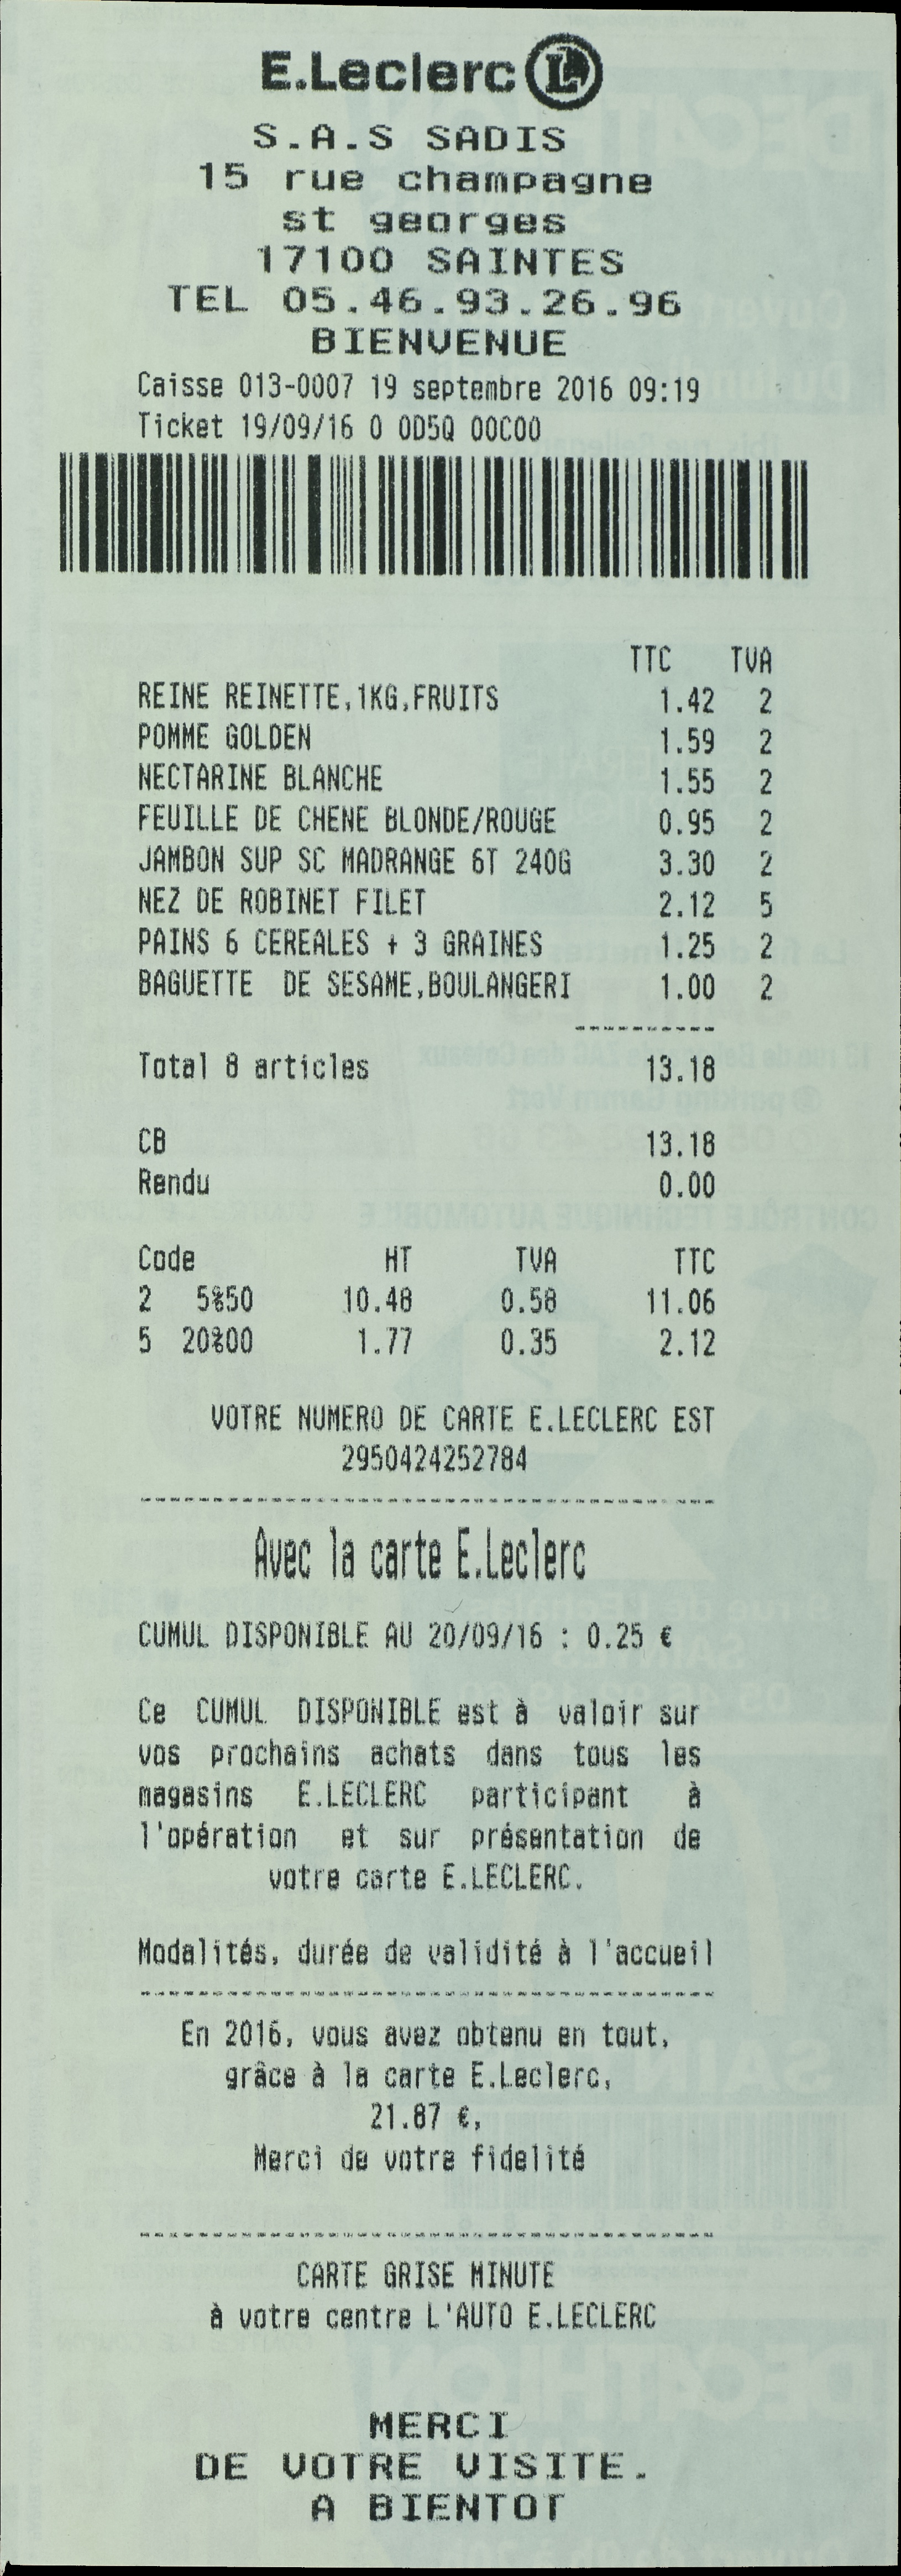 E.Leclerc L
S.A.S SADIS
15 rue champagne
st georges
17100 SAINTES
TEL 05.46.93.26.96
BIENVENUE
Caisse 013-0007 19 septembre 2016 09:19
Ticket 19/09/16 0 0D5Q 00C00
TTC TVA
REINE REINETTE,1KG,FRUITS 1.42 2
POMME GOLDEN 1.59 2
NECTARINE BLANCHE 1.55 2
FEUILLE DE CHENE BLONDE/ROUGE 0.95 2
JAMBON SUP SC MADRANGE 6T 240G 3.30 2
NEZ DE ROBINET FILET 2.12 5
PAINS 6 CEREALES + 3 GRAINES 1.25 2
BAGUETTE DE SESAME,BOULANGERI 1.00 2
----------
Total 8 articles 13.18
CB 13.18
Rendu 0.00
Code HT TVA TTC
2 5%50 10.48 0.58 11.06
5 20%00 1.77 0.35 2.12
VOTRE NUMERO DE CARTE E.LECLERC EST
2950424252784
----------------------------------------
Avec la carte E.Leclerc
CUMUL DISPONIBLE AU 20/09/16 : 0.25 €
Ce CUMUL DISPONIBLE est à valoir sur
vos prochains achats dans tous les
magasins E.LECLERC participant à
l'opération et sur présentation de
votre carte E.LECLERC.
Modalités, durée de validité à l'accueil
----------------------------------------
En 2016, vous avez obtenu en tout,
grâce à la carte E.Leclerc,
21.87 €,
Merci de votre fidelité
----------------------------------------
CARTE GRISE MINUTE
à votre centre L'AUTO E.LECLERC
MERCI
DE VOTRE VISITE.
A BIENTOT